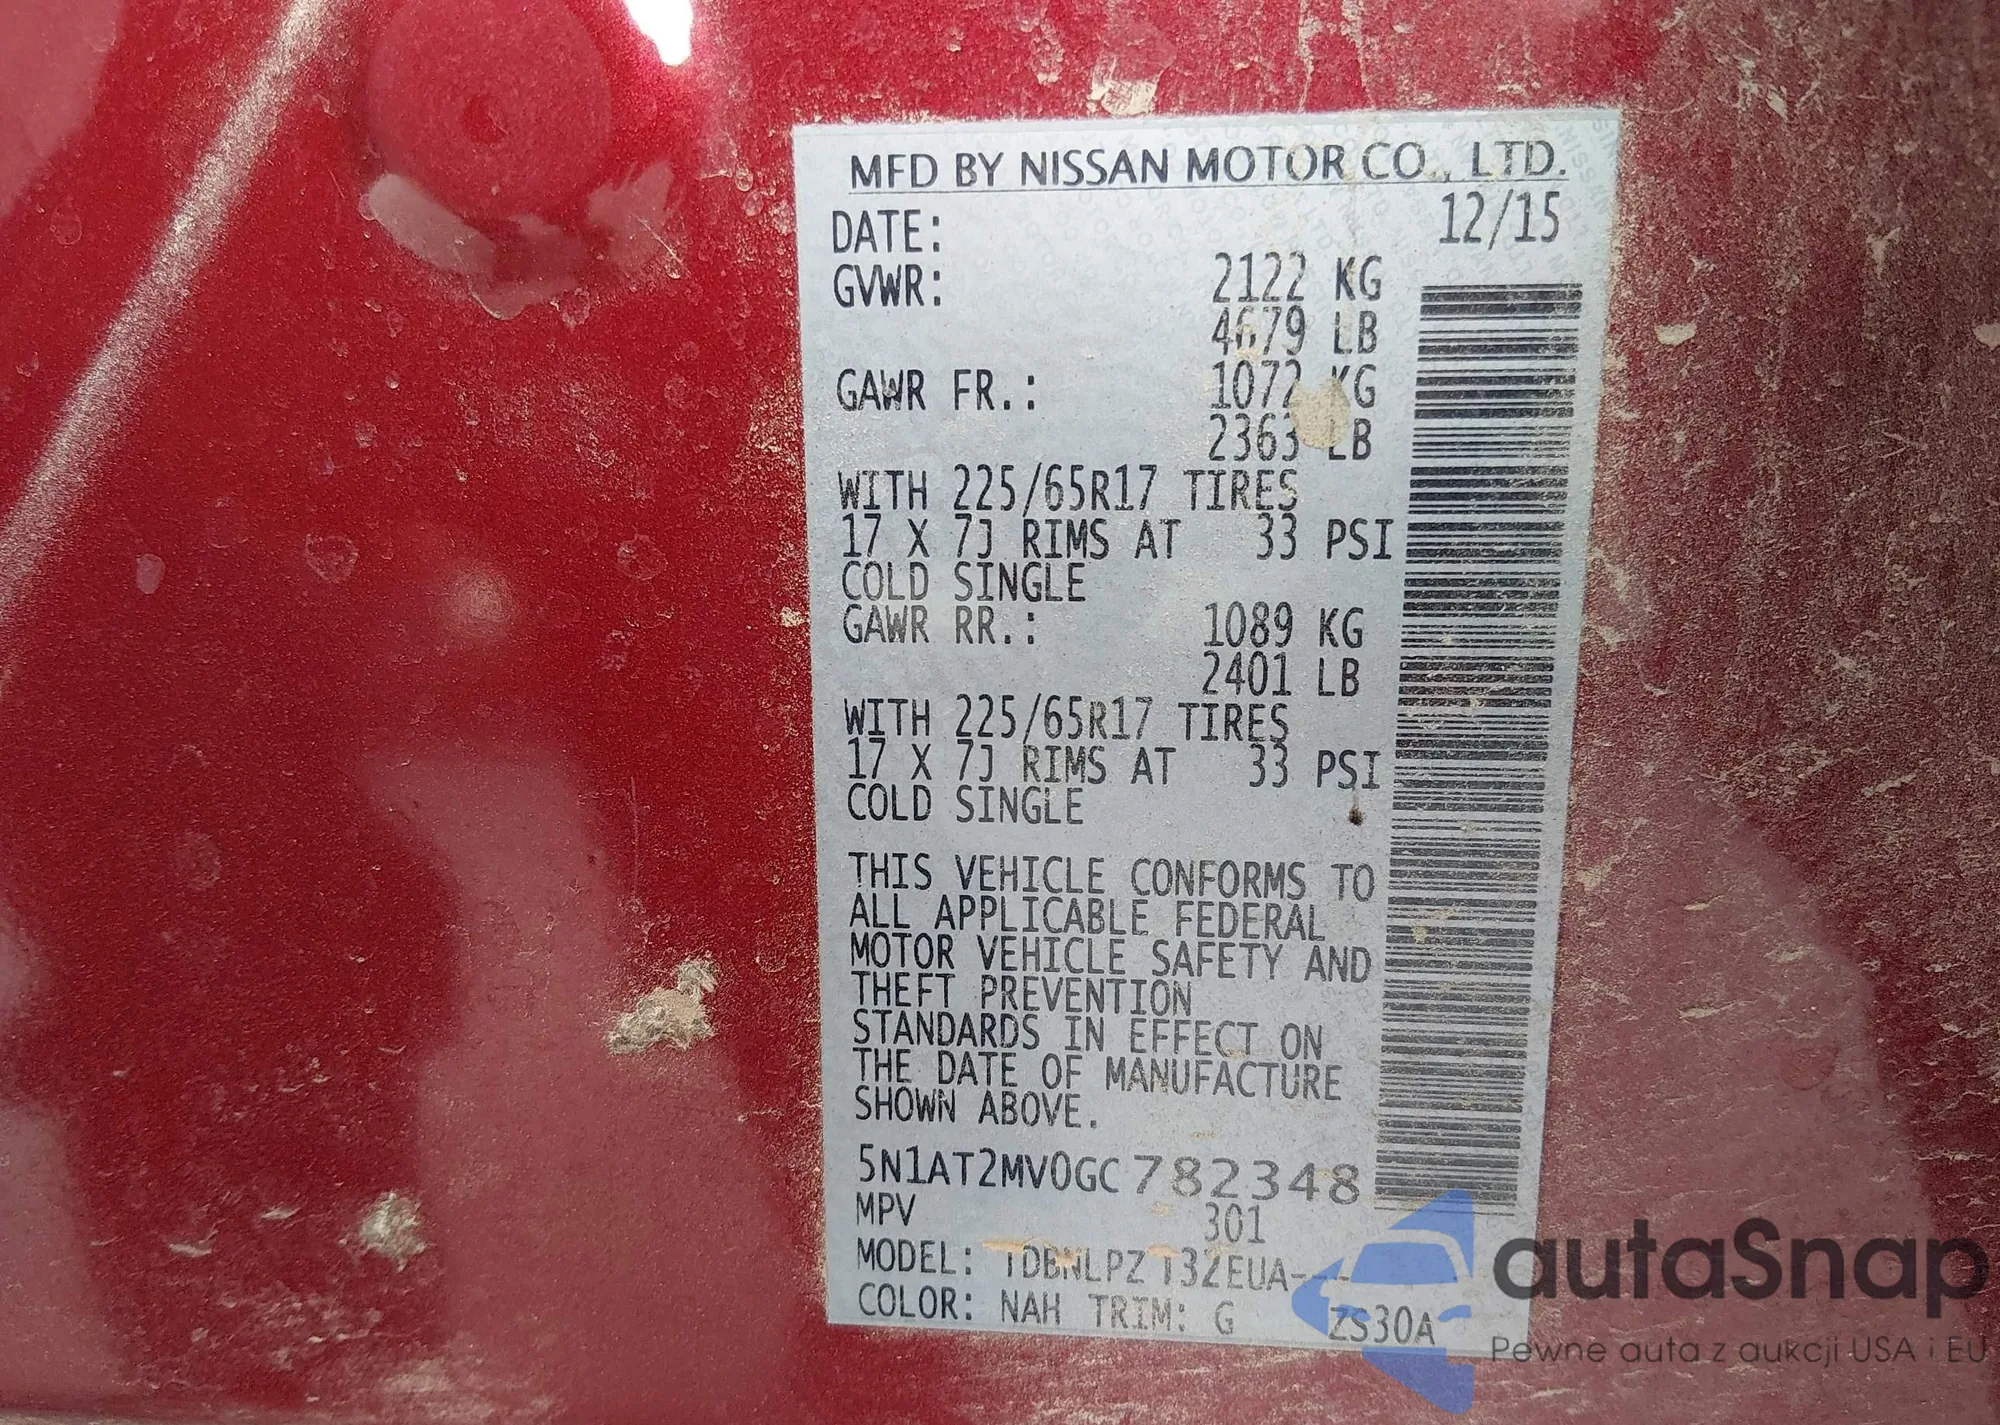 MFD BY NISSAN MOTOR CO., LTD.
DATE: 12/15
GVWR: 2122 KG
4679 LB
GAWR FR.: 1072 KG
2363 LB
WITH 225/65R17 TIRES
17 X 7J RIMS AT 33 PSI
COLD SINGLE
GAWR RR.: 1089 KG
2401 LB
WITH 225/65R17 TIRES
17 X 7J RIMS AT 33 PSI
COLD SINGLE
THIS VEHICLE CONFORMS TO
ALL APPLICABLE FEDERAL
MOTOR VEHICLE SAFETY AND
THEFT PREVENTION
STANDARDS IN EFFECT ON
THE DATE OF MANUFACTURE
SHOWN ABOVE.
5N1AT2MV0GC782348
MPV 301
MODEL:
COLOR: NAH TRIM: G ZS30A
autaSnap
Pewne auta z aukcji USA i EU